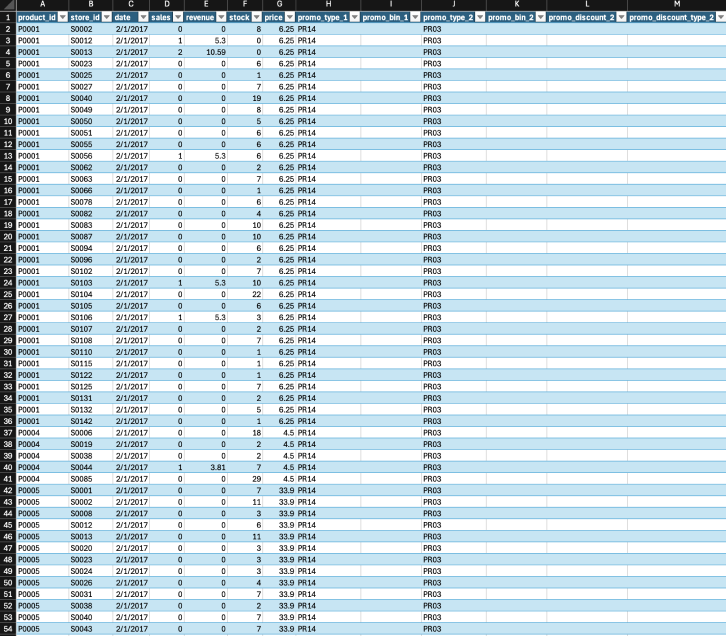 A B C D E F G H I J K L M
1 product_id store_id date sales revenue stock price promo_type_1 promo_bin_1 promo_type_2 promo_bin_2 promo_discount_2 promo_discount_type_2
2 P0001 S0002 2/1/2017 0 0 8 6.25 PR14 PR03
3 P0001 S0012 2/1/2017 1 5.3 0 6.25 PR14 PR03
4 P0001 S0013 2/1/2017 2 10.59 0 6.25 PR14 PR03
5 P0001 S0023 2/1/2017 0 0 6 6.25 PR14 PR03
6 P0001 S0025 2/1/2017 0 0 1 6.25 PR14 PR03
7 P0001 S0027 2/1/2017 0 0 7 6.25 PR14 PR03
8 P0001 S0040 2/1/2017 0 0 19 6.25 PR14 PR03
9 P0001 S0049 2/1/2017 0 0 8 6.25 PR14 PR03
10 P0001 S0050 2/1/2017 0 0 5 6.25 PR14 PR03
11 P0001 S0051 2/1/2017 0 0 6 6.25 PR14 PR03
12 P0001 S0055 2/1/2017 0 0 6 6.25 PR14 PR03
13 P0001 S0056 2/1/2017 1 5.3 6 6.25 PR14 PR03
14 P0001 S0062 2/1/2017 0 0 2 6.25 PR14 PR03
15 P0001 S0063 2/1/2017 0 0 7 6.25 PR14 PR03
16 P0001 S0066 2/1/2017 0 0 1 6.25 PR14 PR03
17 P0001 S0078 2/1/2017 0 0 6 6.25 PR14 PR03
18 P0001 S0082 2/1/2017 0 0 4 6.25 PR14 PR03
19 P0001 S0083 2/1/2017 0 0 10 6.25 PR14 PR03
20 P0001 S0087 2/1/2017 0 0 10 6.25 PR14 PR03
21 P0001 S0094 2/1/2017 0 0 6 6.25 PR14 PR03
22 P0001 S0096 2/1/2017 0 0 2 6.25 PR14 PR03
23 P0001 S0102 2/1/2017 0 0 7 6.25 PR14 PR03
24 P0001 S0103 2/1/2017 1 5.3 10 6.25 PR14 PR03
25 P0001 S0104 2/1/2017 0 0 22 6.25 PR14 PR03
26 P0001 S0105 2/1/2017 0 0 6 6.25 PR14 PR03
27 P0001 S0106 2/1/2017 1 5.3 3 6.25 PR14 PR03
28 P0001 S0107 2/1/2017 0 0 2 6.25 PR14 PR03
29 P0001 S0108 2/1/2017 0 0 7 6.25 PR14 PR03
30 P0001 S0110 2/1/2017 0 0 1 6.25 PR14 PR03
31 P0001 S0115 2/1/2017 0 0 1 6.25 PR14 PR03
32 P0001 S0122 2/1/2017 0 0 1 6.25 PR14 PR03
33 P0001 S0125 2/1/2017 0 0 7 6.25 PR14 PR03
34 P0001 S0131 2/1/2017 0 0 2 6.25 PR14 PR03
35 P0001 S0132 2/1/2017 0 0 5 6.25 PR14 PR03
36 P0001 S0142 2/1/2017 0 0 1 6.25 PR14 PR03
37 P0004 S0006 2/1/2017 0 0 18 4.5 PR14 PR03
38 P0004 S0019 2/1/2017 0 0 2 4.5 PR14 PR03
39 P0004 S0038 2/1/2017 0 0 2 4.5 PR14 PR03
40 P0004 S0044 2/1/2017 1 3.81 7 4.5 PR14 PR03
41 P0004 S0085 2/1/2017 0 0 29 4.5 PR14 PR03
42 P0005 S0001 2/1/2017 0 0 7 33.9 PR14 PR03
43 P0005 S0002 2/1/2017 0 0 11 33.9 PR14 PR03
44 P0005 S0008 2/1/2017 0 0 3 33.9 PR14 PR03
45 P0005 S0012 2/1/2017 0 0 6 33.9 PR14 PR03
46 P0005 S0013 2/1/2017 0 0 11 33.9 PR14 PR03
47 P0005 S0020 2/1/2017 0 0 3 33.9 PR14 PR03
48 P0005 S0023 2/1/2017 0 0 3 33.9 PR14 PR03
49 P0005 S0024 2/1/2017 0 0 3 33.9 PR14 PR03
50 P0005 S0026 2/1/2017 0 0 4 33.9 PR14 PR03
51 P0005 S0031 2/1/2017 0 0 7 33.9 PR14 PR03
52 P0005 S0038 2/1/2017 0 0 2 33.9 PR14 PR03
53 P0005 S0040 2/1/2017 0 0 7 33.9 PR14 PR03
54 P0005 S0043 2/1/2017 0 0 7 33.9 PR14 PR03